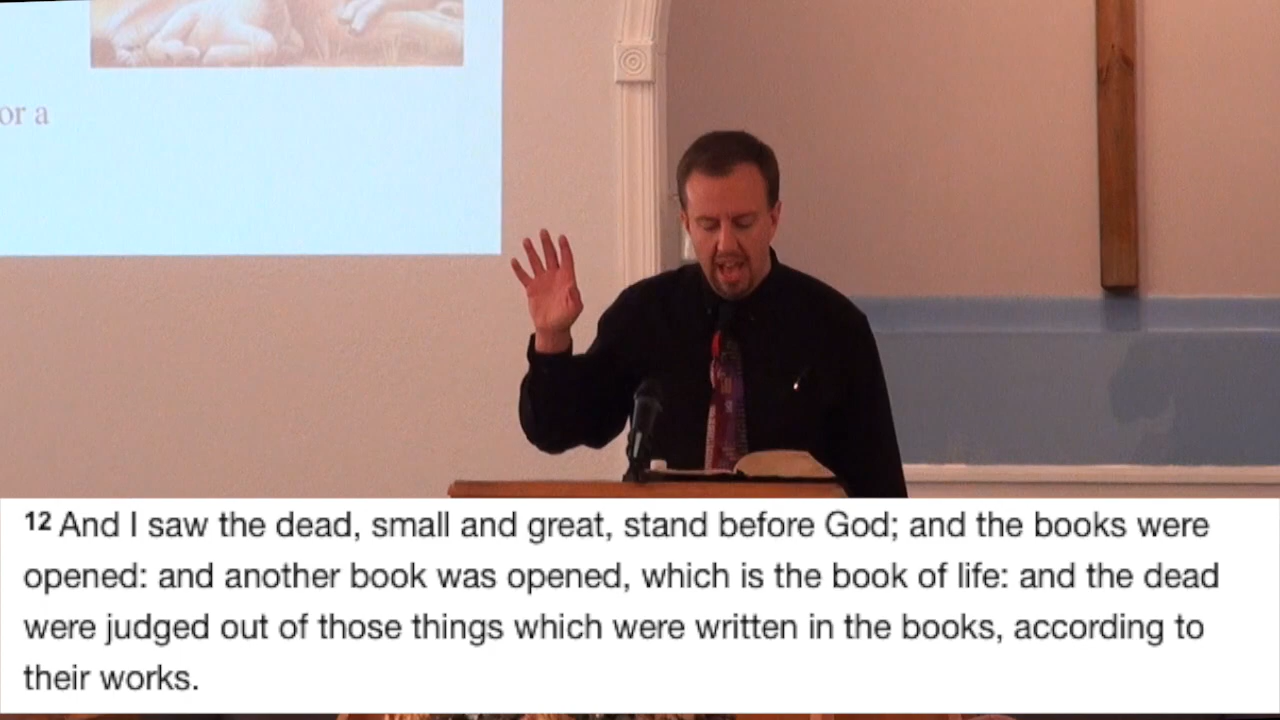 or a
12 And I saw the dead, small and great, stand before God; and the books were
opened: and another book was opened, which is the book of life: and the dead
were judged out of those things which were written in the books, according to
their works.